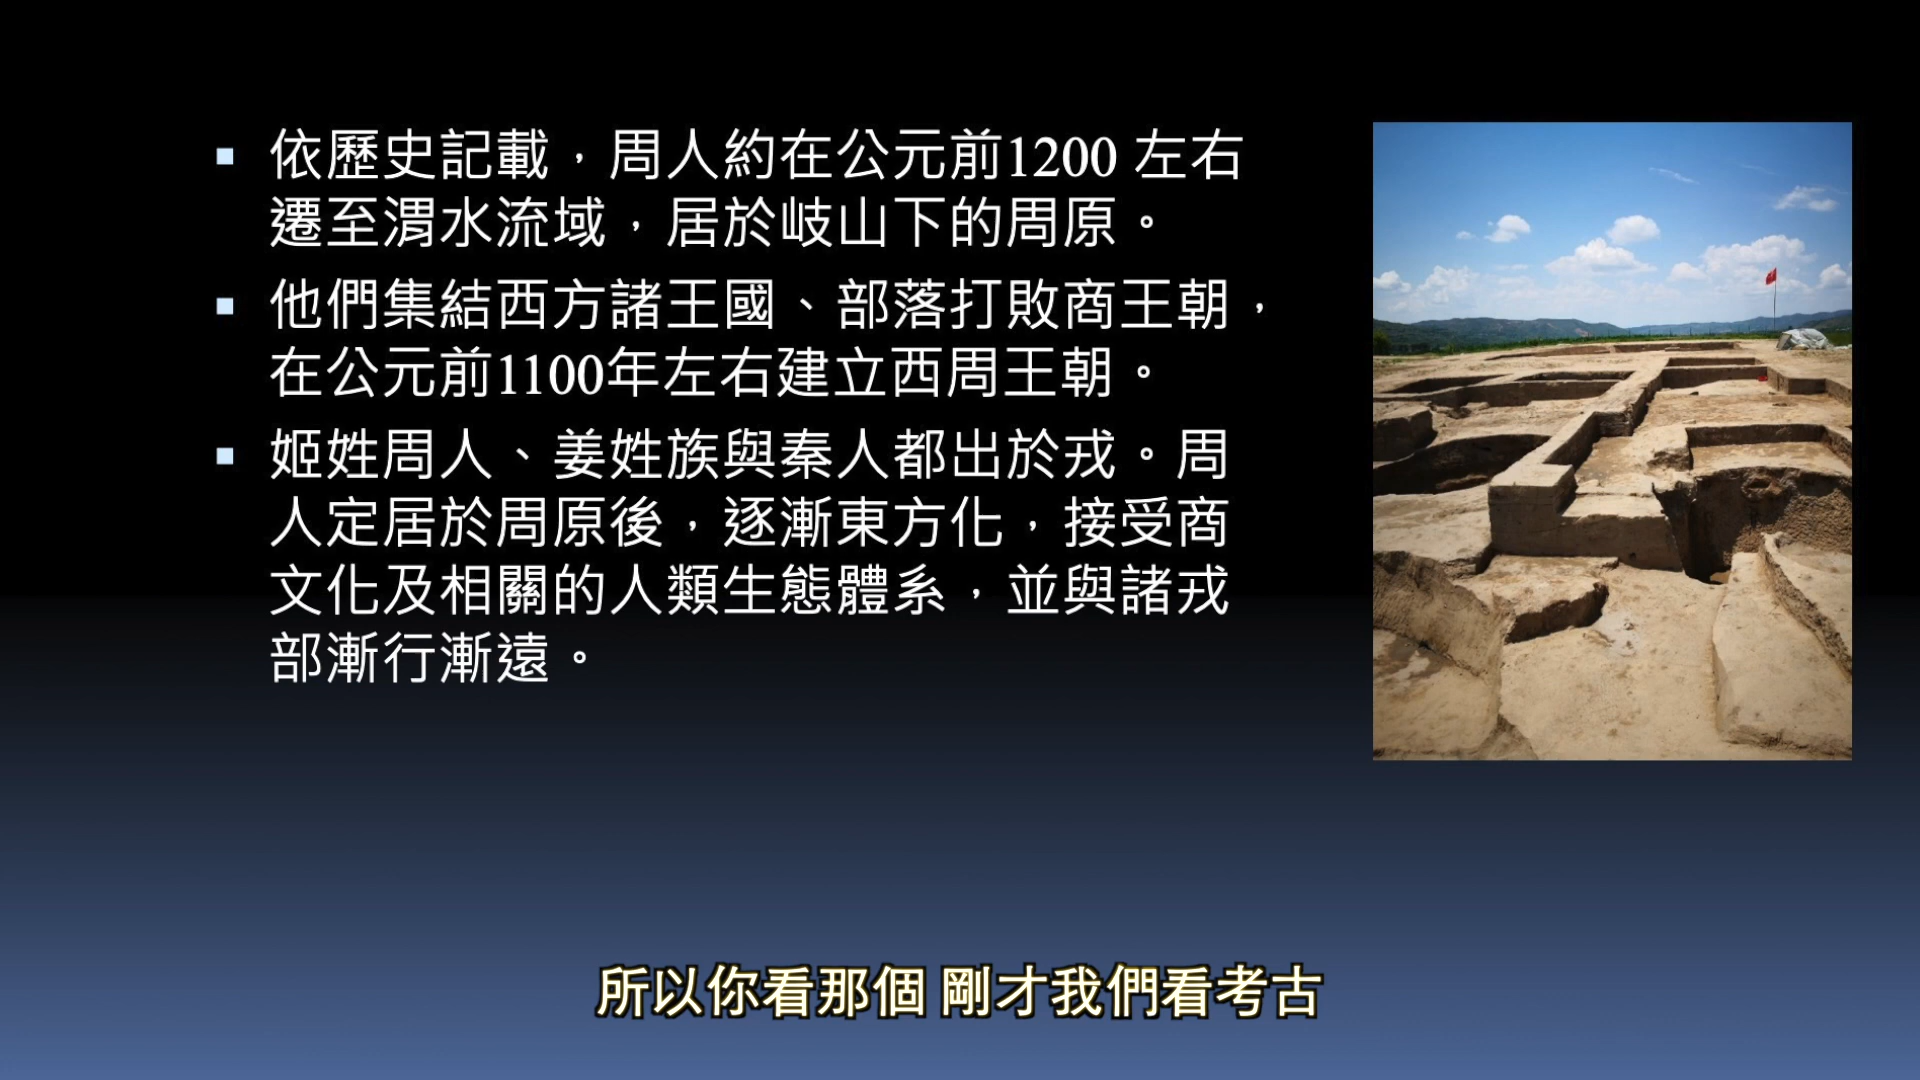 ▪ 依歷史記載，周人約在公元前1200 左右
遷至渭水流域，居於岐山下的周原。
▪ 他們集結西方諸王國、部落打敗商王朝，
在公元前1100年左右建立西周王朝。
▪ 姬姓周人、姜姓族與秦人都出於戎。周
人定居於周原後，逐漸東方化，接受商
文化及相關的人類生態體系，並與諸戎
部漸行漸遠。
所以你看那個 剛才我們看考古